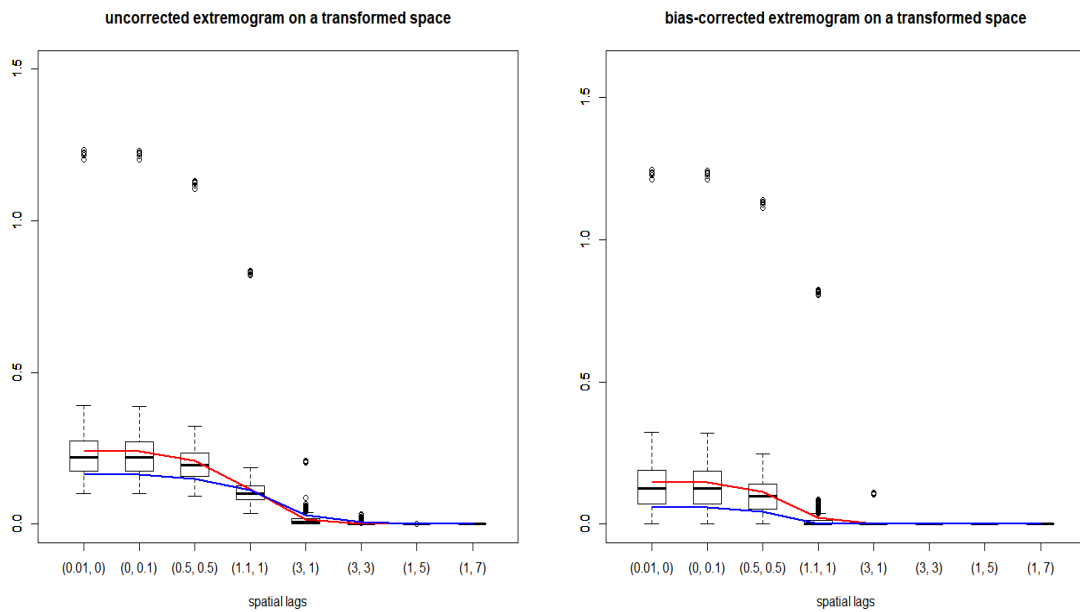 uncorrected extremogram on a transformed space
1.5
1.0
0.5
0.0
(0.01, 0) (0, 0.1) (0.5, 0.5) (1.1, 1) (3, 1) (3, 3) (1, 5) (1, 7)
spatial lags
bias-corrected extremogram on a transformed space
1.5
1.0
0.5
0.0
(0.01, 0) (0, 0.1) (0.5, 0.5) (1.1, 1) (3, 1) (3, 3) (1, 5) (1, 7)
spatial lags